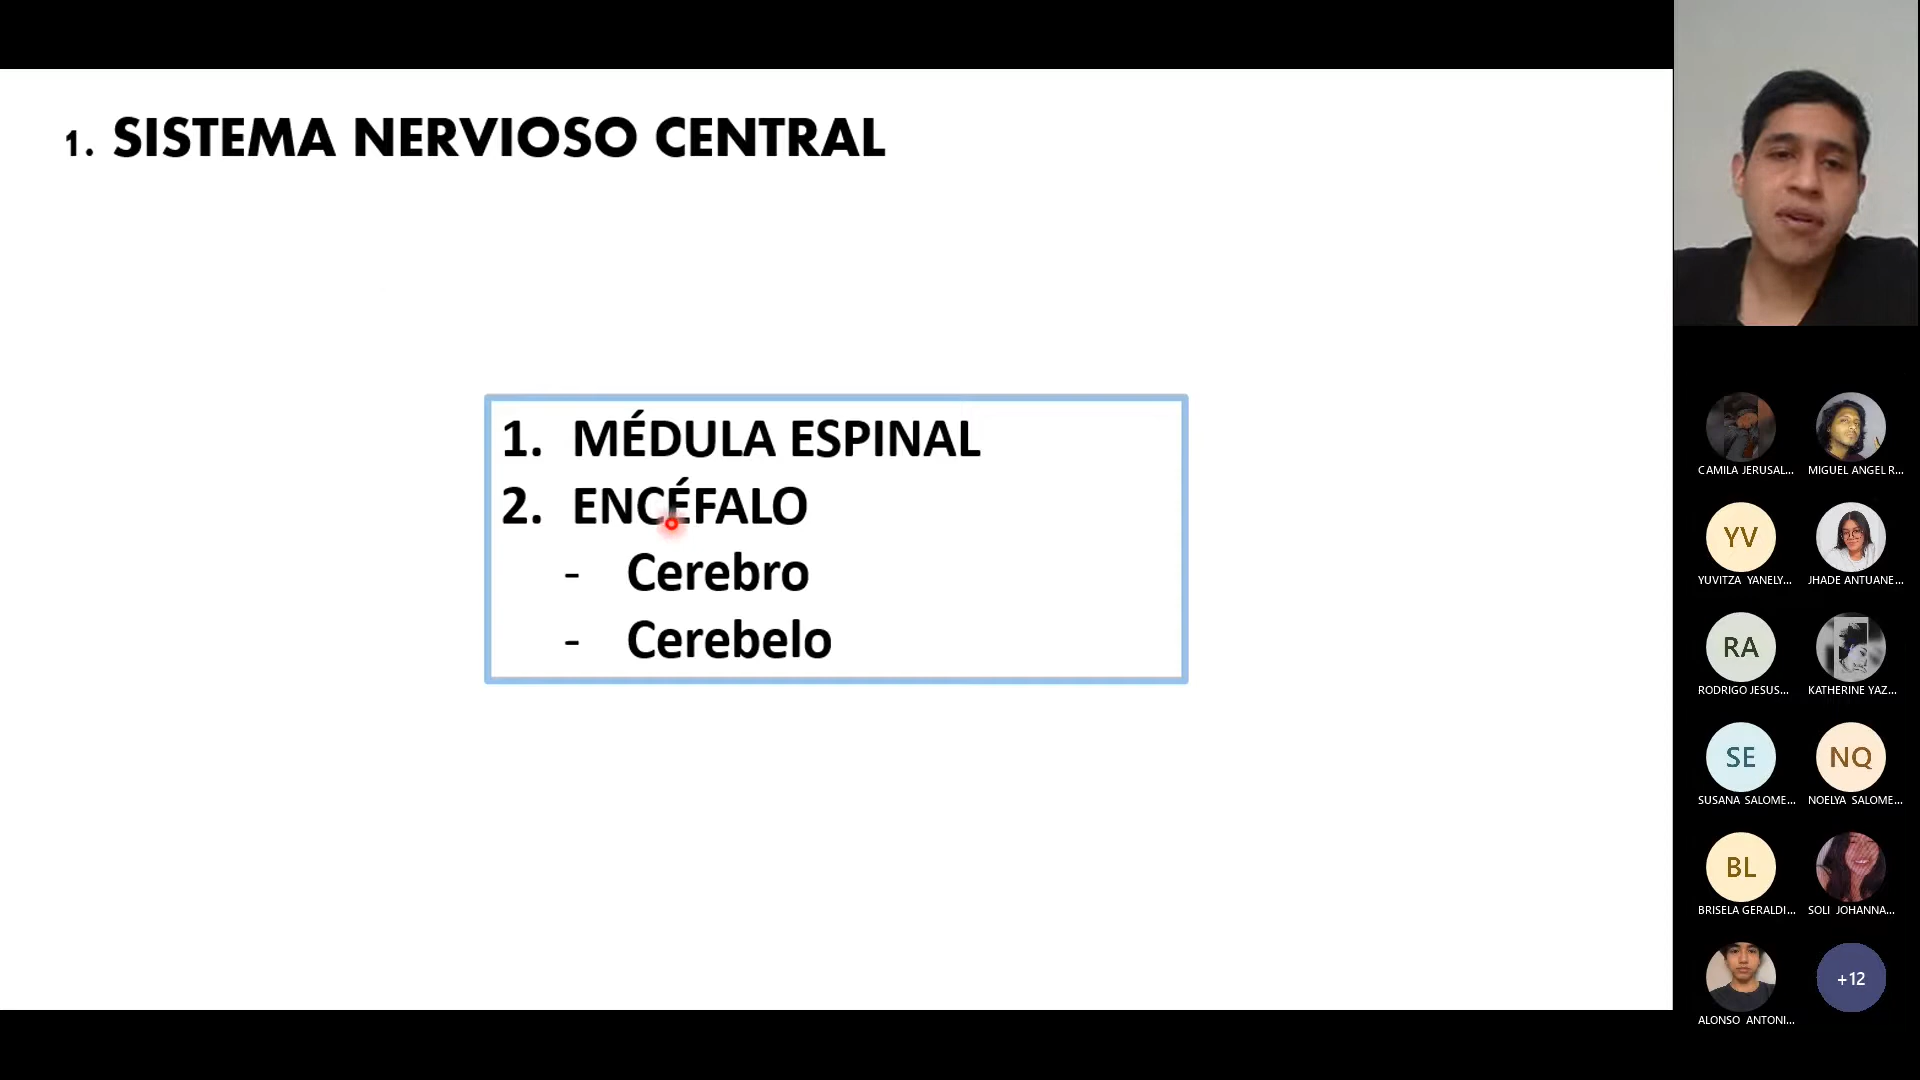 1. SISTEMA NERVIOSO CENTRAL
1. MÉDULA ESPINAL
2. ENCÉFALO
- Cerebro
- Cerebelo
CAMILA JERUSAL...
MIGUEL ANGEL R...
YV
YUVITZA YANELY...
JHADE ANTUANE...
RA
RODRIGO JESUS...
KATHERINE YAZ...
SE
SUSANA SALOME...
NQ
NOELYA SALOME...
BL
BRISELA GERALDI...
SOLI JOHANNA...
ALONSO ANTONI...
+12